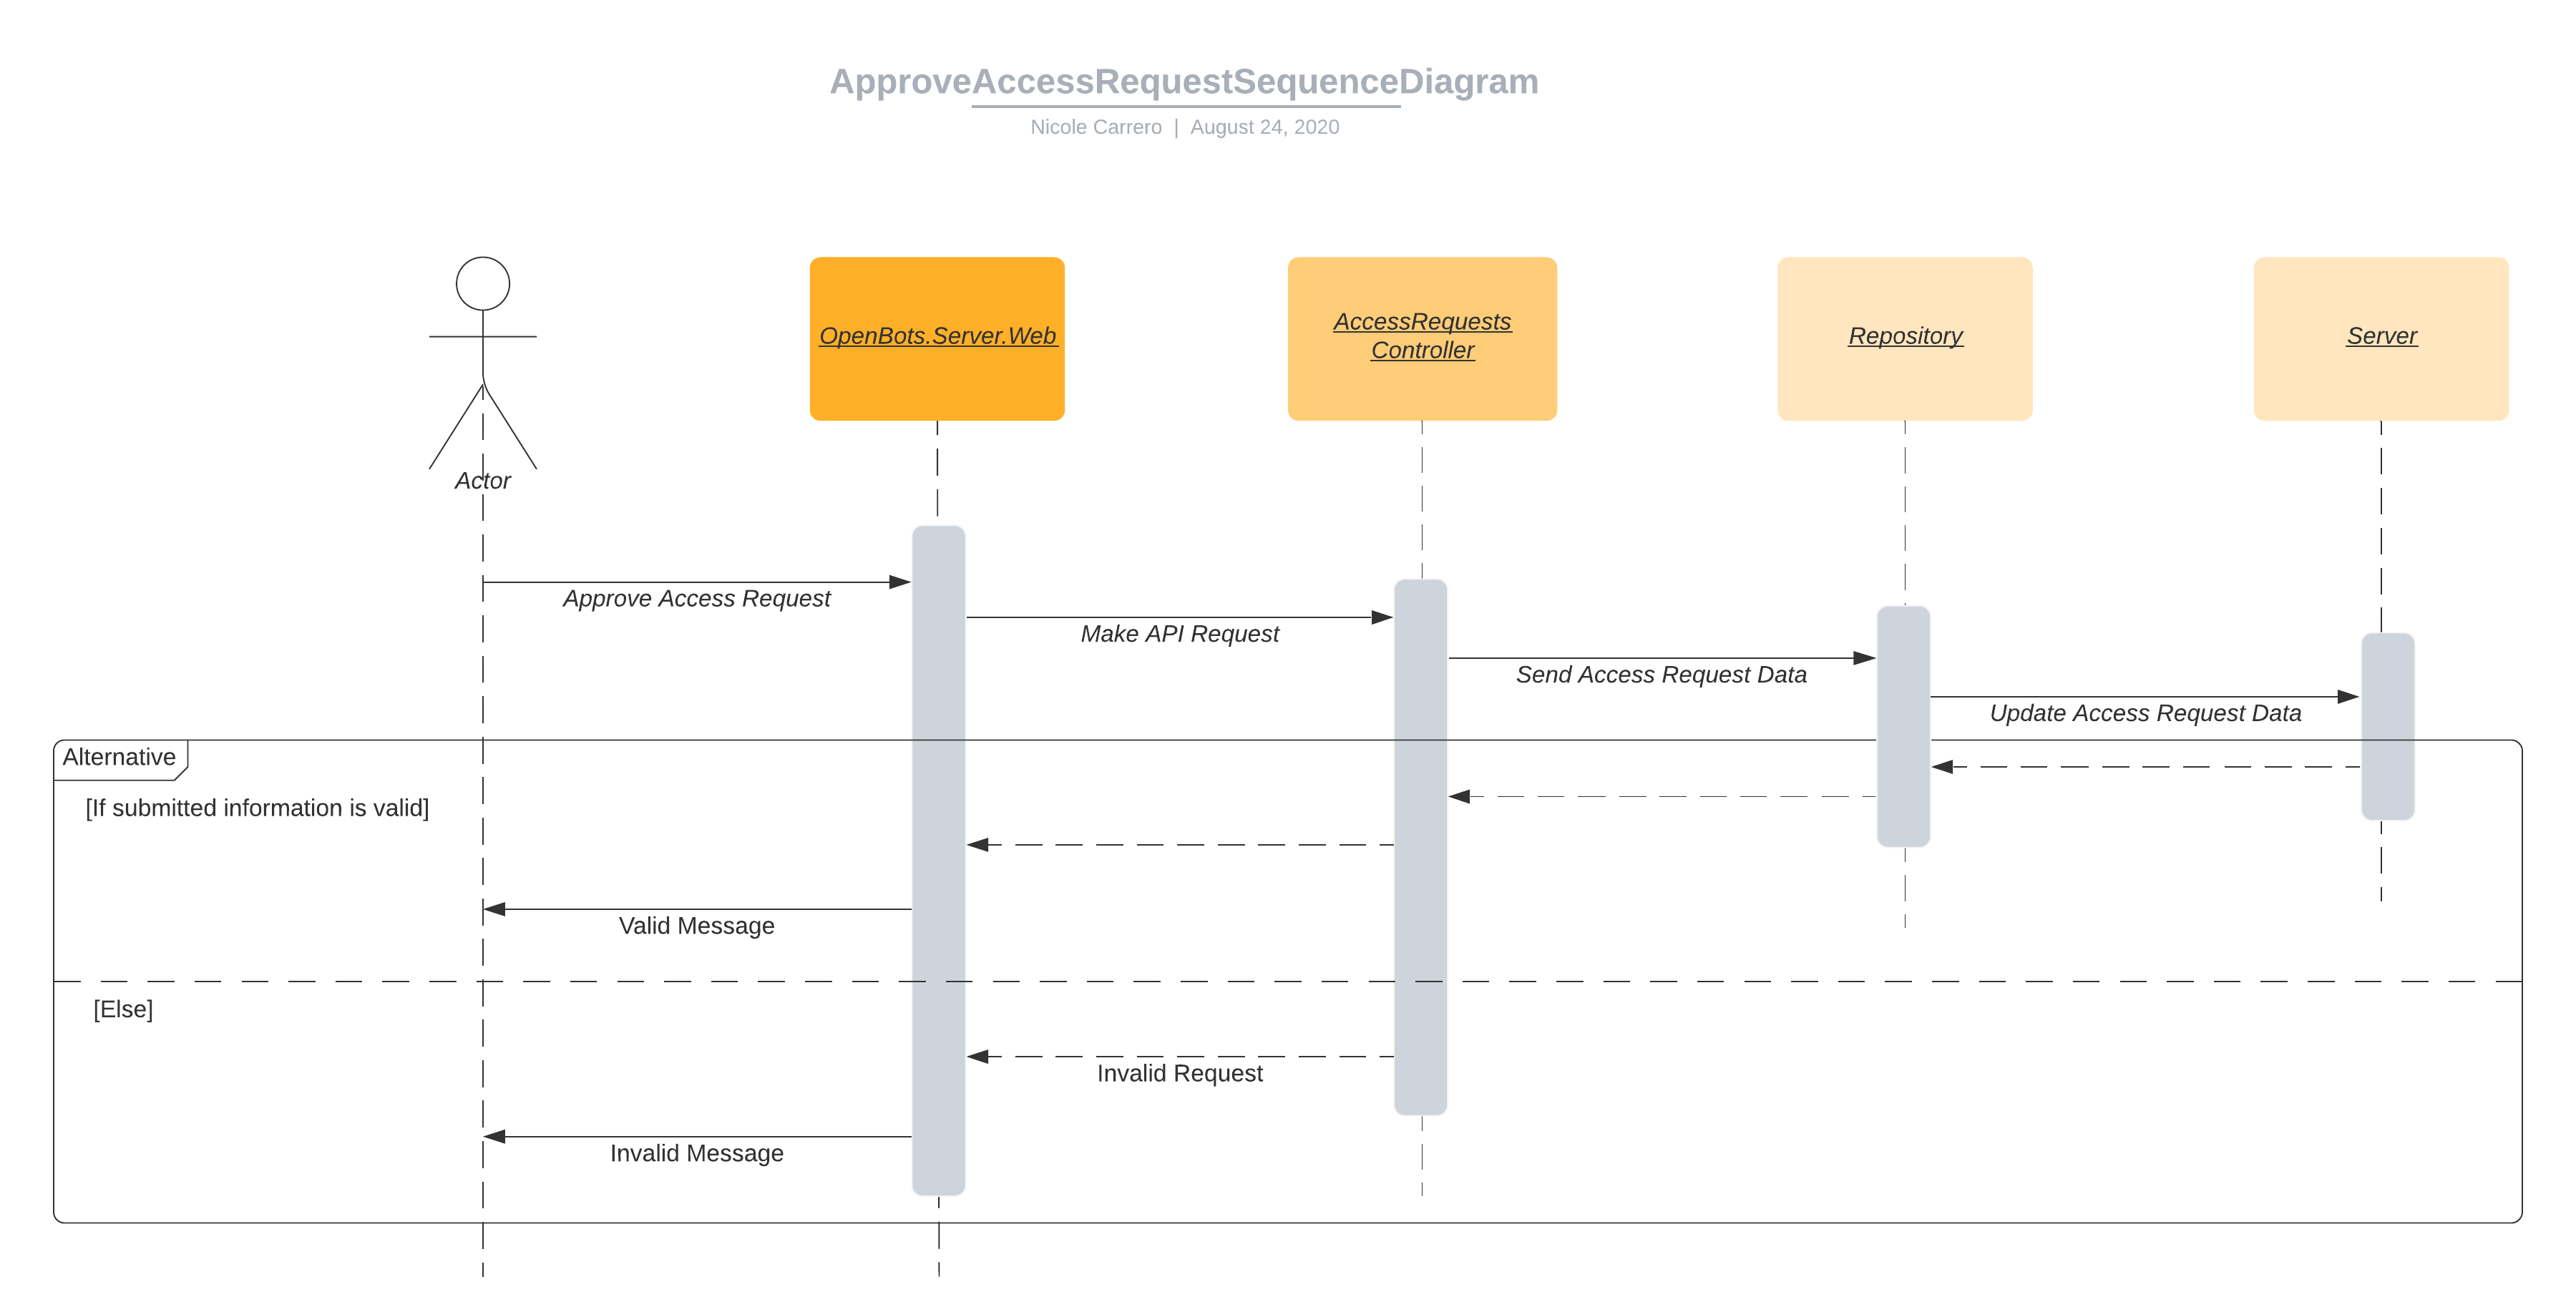 ApproveAccessRequestSequenceDiagram
Nicole Carrero | August 24, 2020
Actor
OpenBots.Server.Web
AccessRequests
Controller
Repository
Server
Approve Access Request
Make API Request
Send Access Request Data
Update Access Request Data
Alternative
[If submitted information is valid]
Valid Message
[Else]
Invalid Request
Invalid Message